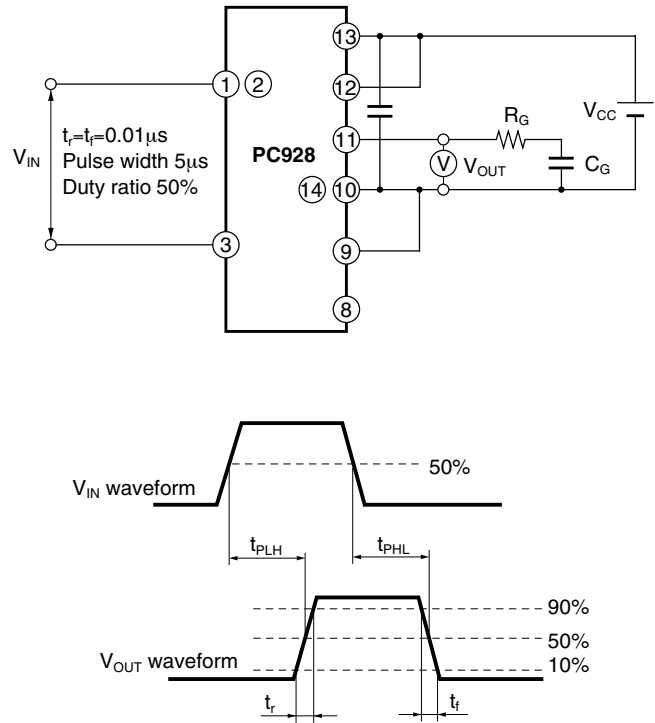 13
1 2
12
V_CC
R_G
11
V_IN
t_r=t_f=0.01μs
Pulse width 5μs
Duty ratio 50%
PC928
V
V_OUT
C_G
14 10
3
9
8
50%
V_IN waveform
t_PLH
t_PHL
90%
50%
10%
V_OUT waveform
t_r
t_f